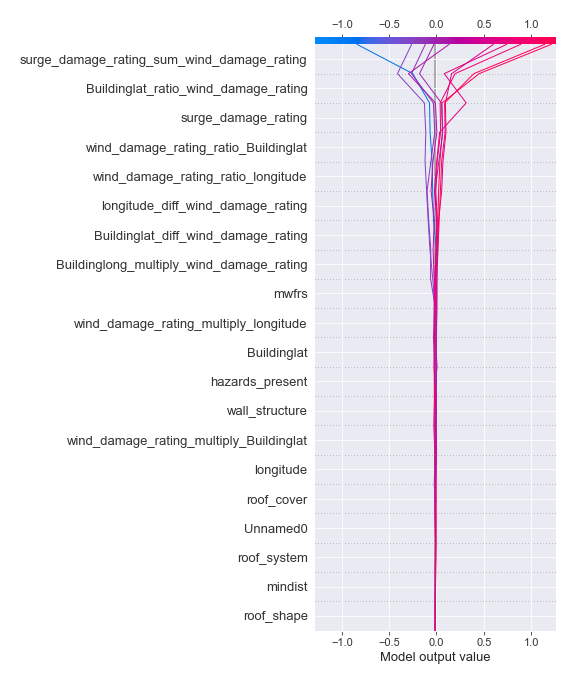 −1.0 −0.5 0.0 0.5 1.0
surge_damage_rating_sum_wind_damage_rating
Buildinglat_ratio_wind_damage_rating
surge_damage_rating
wind_damage_rating_ratio_Buildinglat
wind_damage_rating_ratio_longitude
longitude_diff_wind_damage_rating
Buildinglat_diff_wind_damage_rating
Buildinglong_multiply_wind_damage_rating
mwfrs
wind_damage_rating_multiply_longitude
Buildinglat
hazards_present
wall_structure
wind_damage_rating_multiply_Buildinglat
longitude
roof_cover
Unnamed0
roof_system
mindist
roof_shape
−1.0 −0.5 0.0 0.5 1.0
Model output value